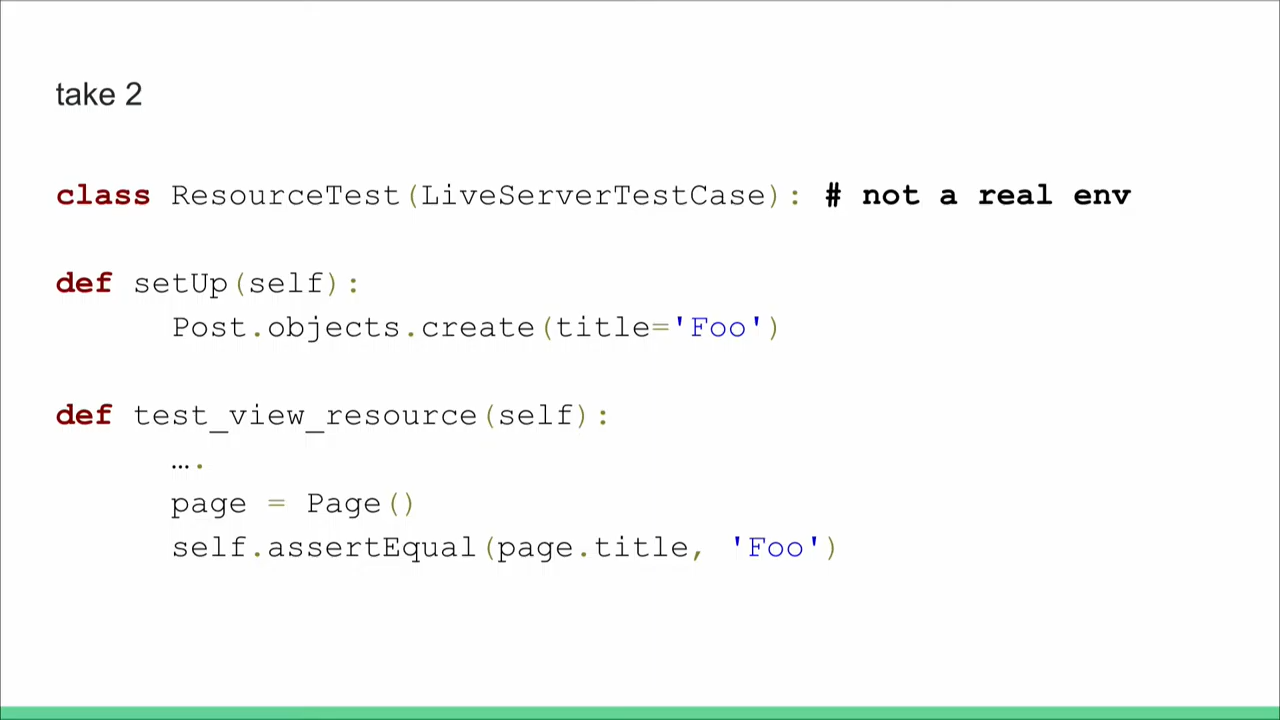 take 2
class ResourceTest(LiveServerTestCase): # not a real env
def setUp(self):
Post.objects.create(title='Foo')
def test_view_resource(self):
….
page = Page()
self.assertEqual(page.title, 'Foo')